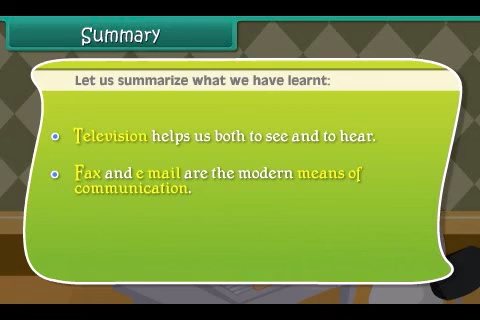 Summary
Let us summarize what we have learnt:
Television helps us both to see and to hear.
Fax and e mail are the modern means of
communication.